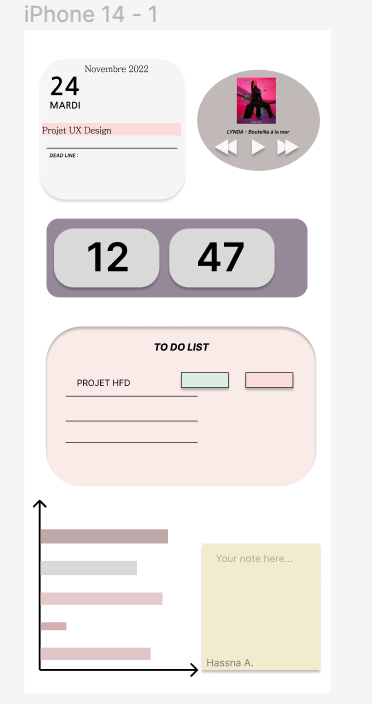 iPhone 14 - 1
Novembre 2022
24
MARDI
Projet UX Design
DEAD LINE :
LYNDA - Bouteille à la mer
12
47
TO DO LIST
PROJET HFD
Your note here...
Hassna A.